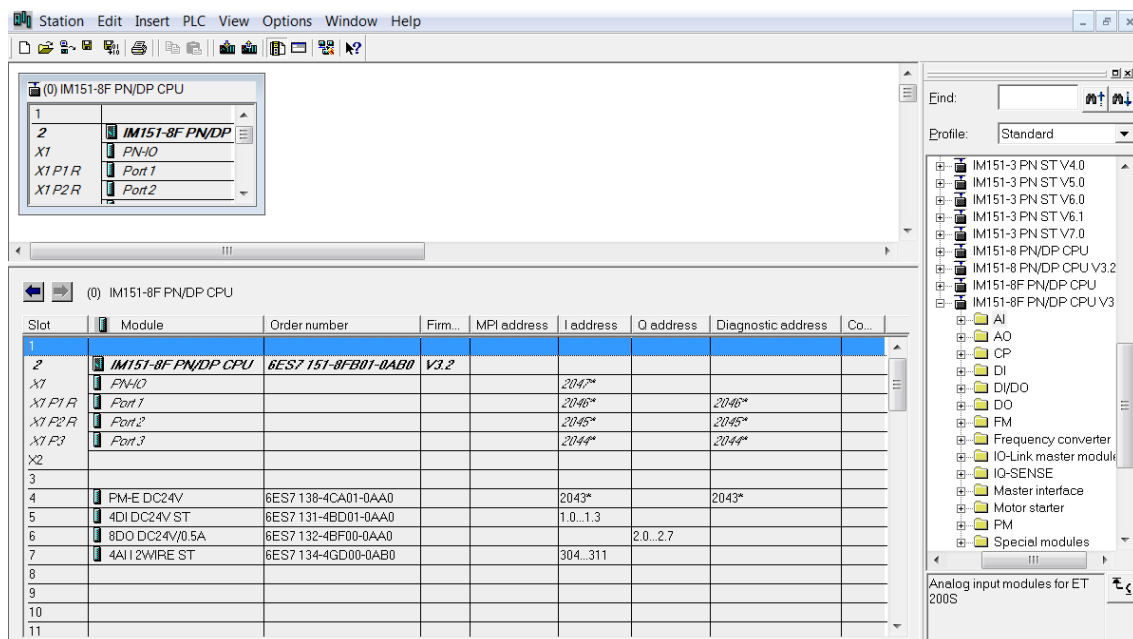 Station Edit Insert PLC View Options Window Help
(0) IM151-8F PN/DP CPU
1
2 IM151-8F PN/DP
X1 PN-IO
X1 P1 R Port 1
X1 P2 R Port 2
(0) IM151-8F PN/DP CPU
Slot Module Order number Firm... MPI address I address Q address Diagnostic address Co...
1
2 IM151-8F PN/DP CPU 6ES7 151-8FB01-0AB0 V3.2
X1 PN-IO 2047*
X1 P1 R Port 1 2046* 2046*
X1 P2 R Port 2 2045* 2045*
X1 P3 Port 3 2044* 2044*
X2
3
4 PM-E DC24V 6ES7 138-4CA01-0AA0 2043* 2043*
5 4DI DC24V ST 6ES7 131-4BD01-0AA0 1.0...1.3
6 8DO DC24V/0.5A 6ES7 132-4BF00-0AA0 2.0...2.7
7 4AI I 2WIRE ST 6ES7 134-4GD00-0AB0 304...311
8
9
10
11
Find:
Profile: Standard
IM151-3 PN ST V4.0
IM151-3 PN ST V5.0
IM151-3 PN ST V6.0
IM151-3 PN ST V6.1
IM151-3 PN ST V7.0
IM151-8 PN/DP CPU
IM151-8 PN/DP CPU V3.2
IM151-8F PN/DP CPU
IM151-8F PN/DP CPU V3
AI
AO
CP
DI
DI/DO
DO
FM
Frequency converter
IO-Link master module
IQ-SENSE
Master interface
Motor starter
PM
Special modules
Analog input modules for ET
200S